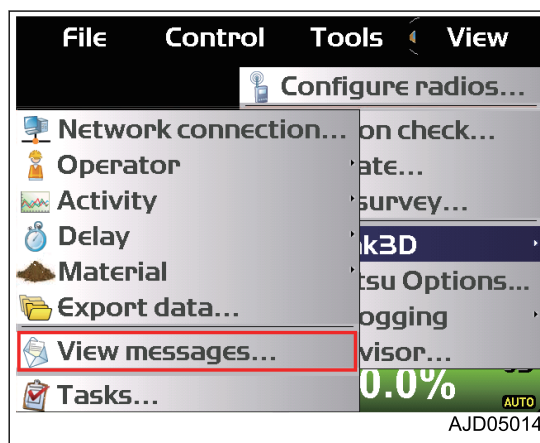 File Control Tools View
Configure radios...
Network connection... on check...
Operator ate...
Activity survey...
Delay k3D
Material tsu Options...
Export data... ogging
View messages... visor...
Tasks... 0.0%
AUTO
AJD05014